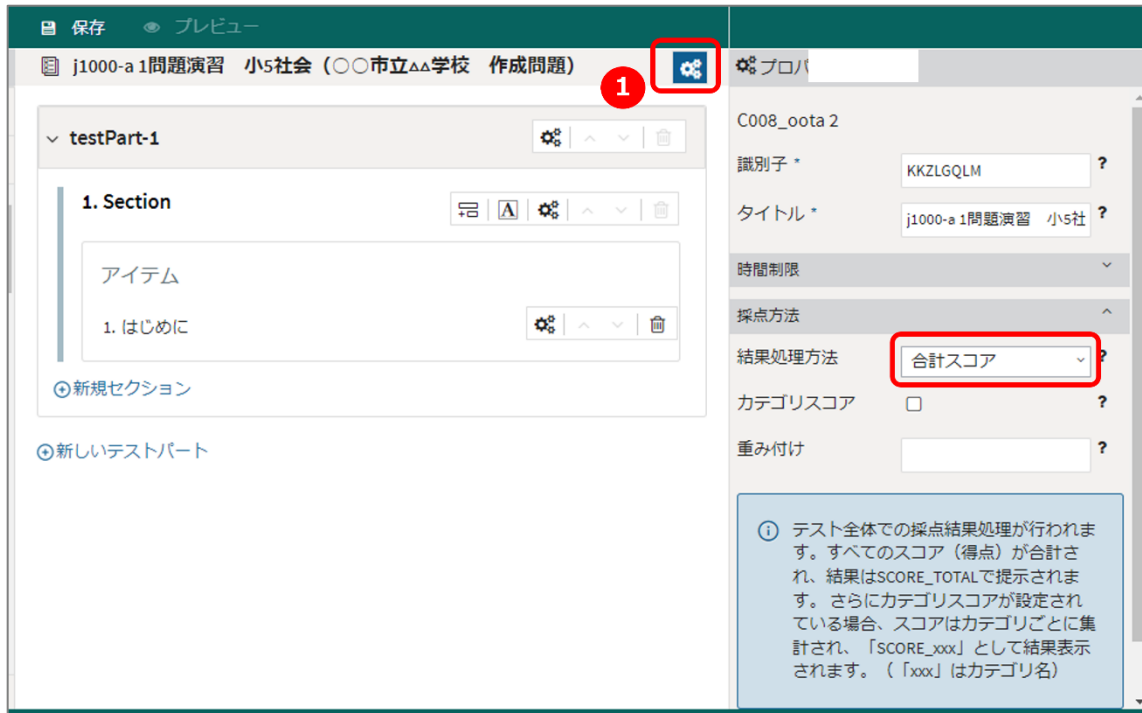 保存 プレビュー
j1000-a 1問題演習 小5社会（○○市立△△学校 作成問題）
1
testPart-1
1. Section
A
アイテム
1. はじめに
新規セクション
新しいテストパート
プロパ
C008_oota 2
識別子 * KKZLGQLM ?
タイトル * j1000-a 1問題演習 小5社 ?
時間制限
採点方法
結果処理方法 合計スコア ?
カテゴリスコア ?
重み付け ?
テスト全体での採点結果処理が行われま
す。すべてのスコア（得点）が合計さ
れ、結果はSCORE_TOTALで提示されま
す。 さらにカテゴリスコアが設定され
ている場合、スコアはカテゴリごとに集
計され、「SCORE_xxx」として結果表示
されます。（「xxx」はカテゴリ名）